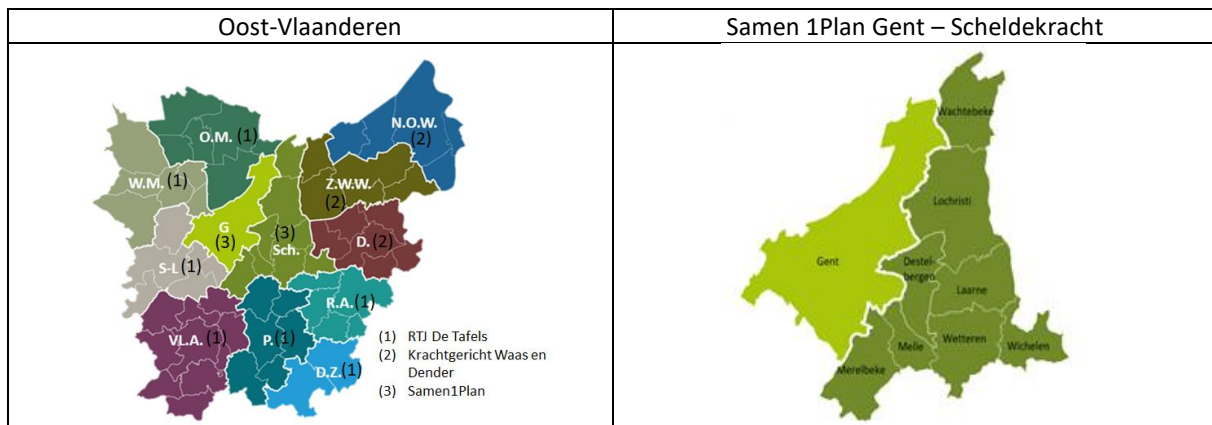 Oost-Vlaanderen
Samen 1Plan Gent – Scheldekracht
O.M. (1)
N.O.W.
(2)
W.M. (1)
Z.W.W.
(2)
G
(3)
(3)
Sch.
D. (2)
S-L (1)
R.A. (1)
VL.A. (1)
P. (1)
D.Z. (1)
(1) RTJ De Tafels
(2) Krachtgericht Waas en
Dender
(3) Samen1Plan
Wachtebeke
Lochristi
Gent
Destel-
bergen
Laarne
Melle
Wetteren
Wichelen
Merelbeke